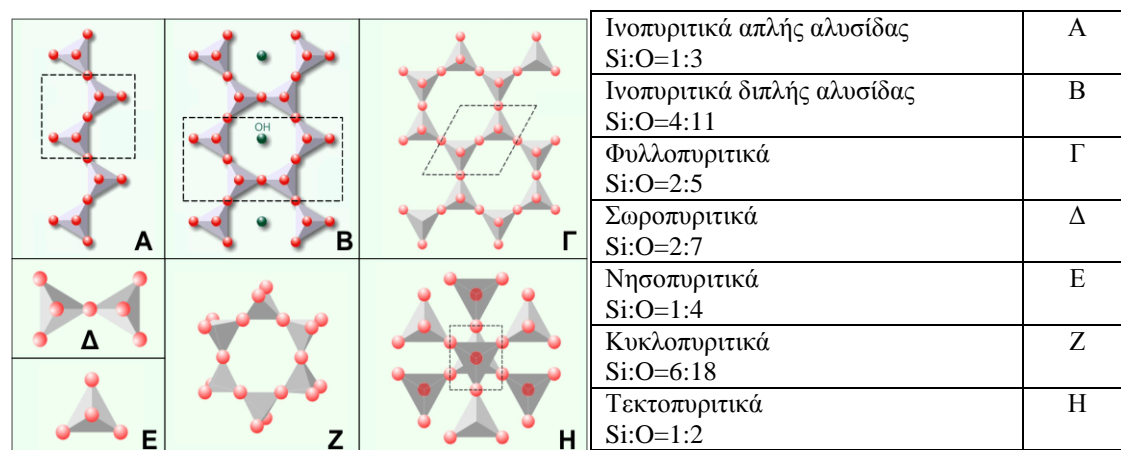 A
B
OH
Γ
Δ
E
Z
H
Ινοπυριτικά απλής αλυσίδας A
Si:O=1:3
Ινοπυριτικά διπλής αλυσίδας B
Si:O=4:11
Φυλλοπυριτικά Γ
Si:O=2:5
Σωροπυριτικά Δ
Si:O=2:7
Νησοπυριτικά E
Si:O=1:4
Κυκλοπυριτικά Z
Si:O=6:18
Τεκτοπυριτικά H
Si:O=1:2